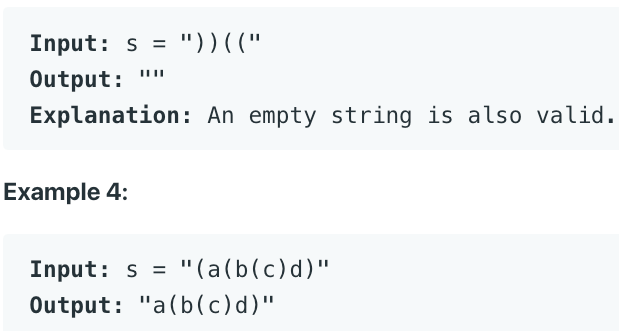 Input: s = "))(("
Output: ""
Explanation: An empty string is also valid.
Example 4:
Input: s = "(a(b(c)d)"
Output: "a(b(c)d)"